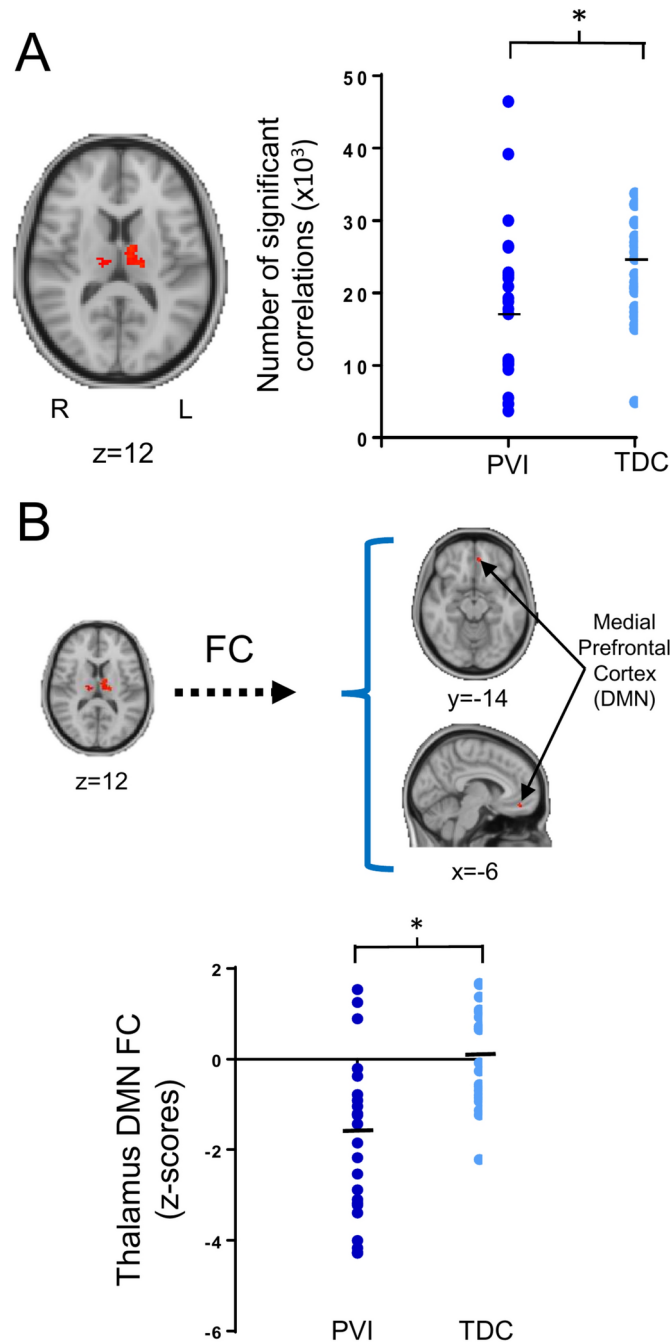 A
*
Number of significant
correlations (x10³)
50
40
30
20
10
0
PVI
TDC
R
L
z=12
B
FC
z=12
y=-14
x=-6
Medial
Prefrontal
Cortex
(DMN)
*
Thalamus DMN FC
(z-scores)
2
0
-2
-4
-6
PVI
TDC